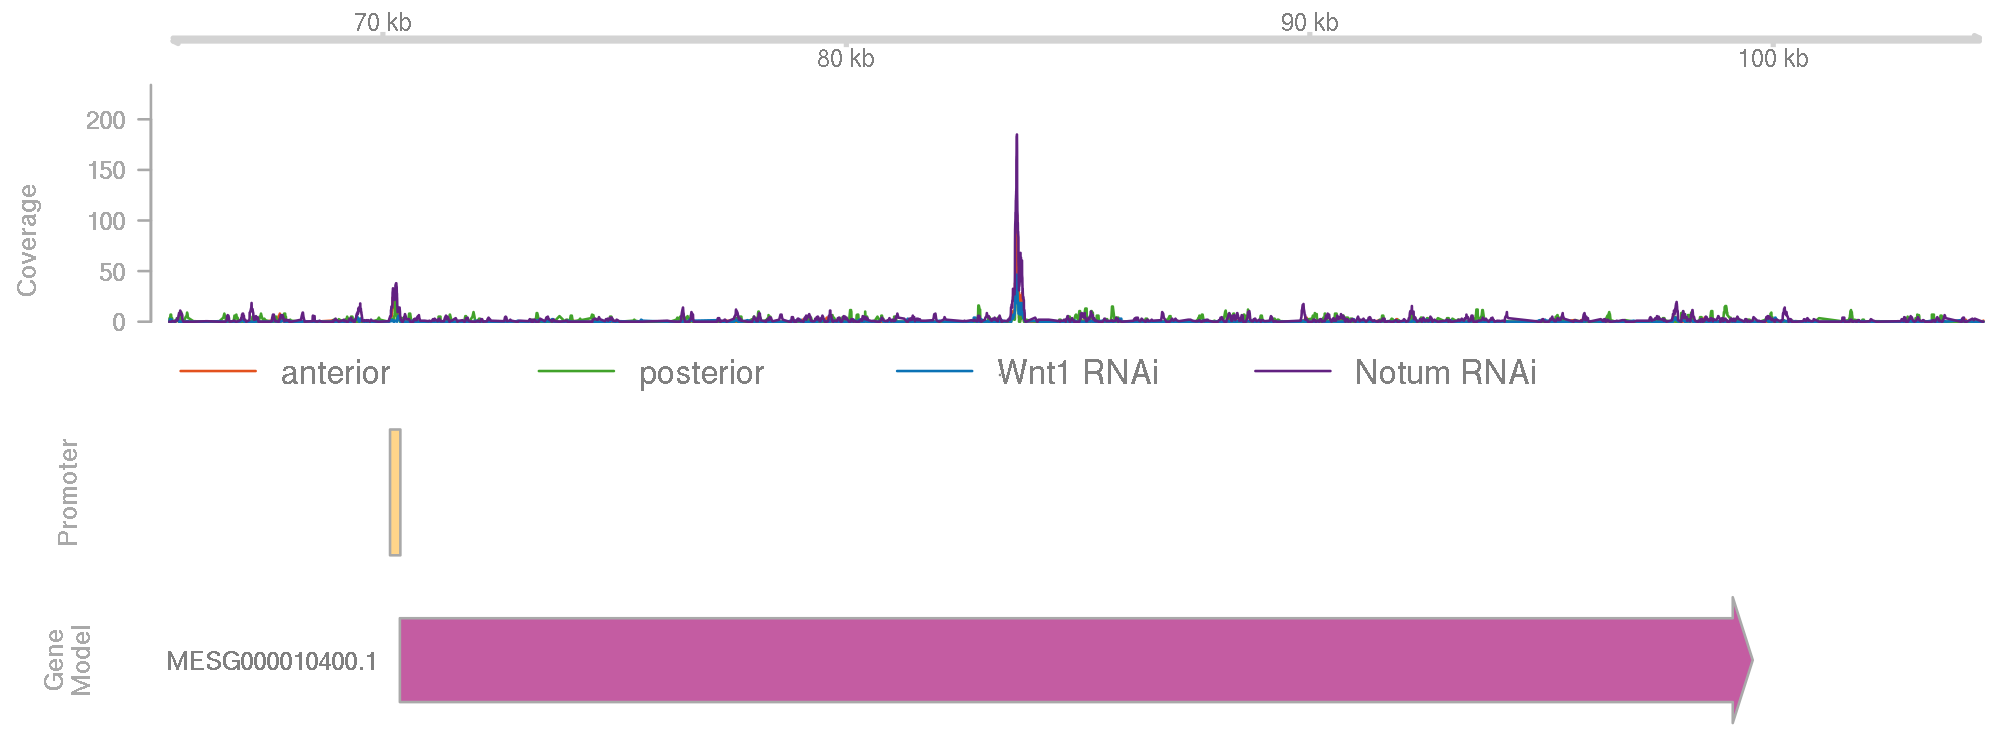 70 kb
90 kb
80 kb
100 kb
Coverage
200
150
100
50
0
anterior posterior Wnt1 RNAi Notum RNAi
Promoter
Gene
Model
MESG000010400.1